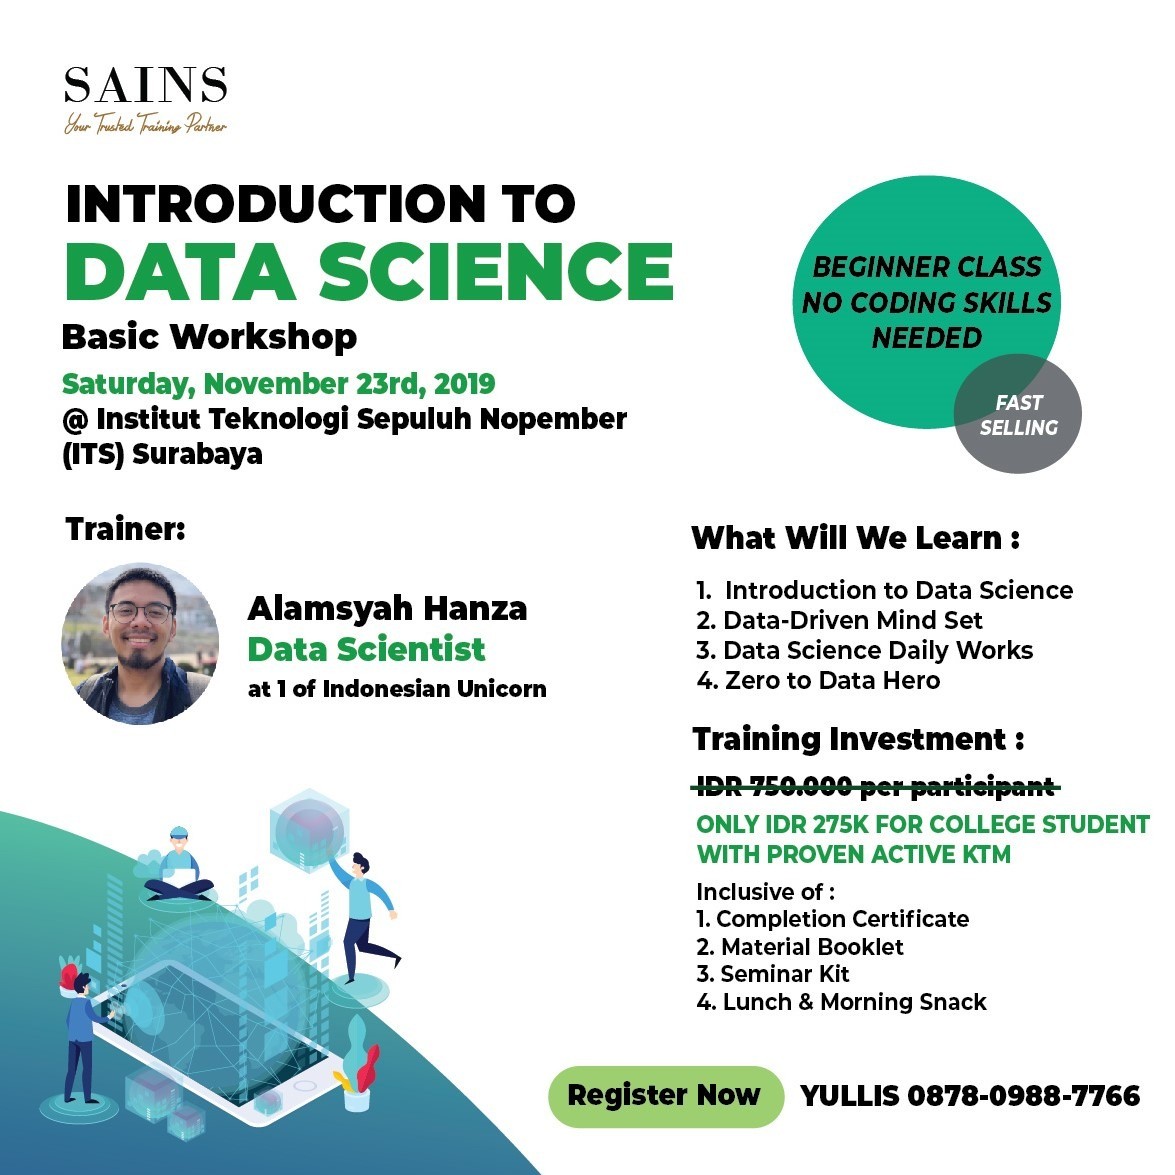 SAINS
Your Trusted Training Partner
INTRODUCTION TO
DATA SCIENCE
Basic Workshop
Saturday, November 23rd, 2019
@ Institut Teknologi Sepuluh Nopember
(ITS) Surabaya
BEGINNER CLASS
NO CODING SKILLS
NEEDED
FAST
SELLING
Trainer:
Alamsyah Hanza
Data Scientist
at 1 of Indonesian Unicorn
What Will We Learn :
1. Introduction to Data Science
2. Data-Driven Mind Set
3. Data Science Daily Works
4. Zero to Data Hero
Training Investment :
IDR 750.000 per participant
ONLY IDR 275K FOR COLLEGE STUDENT
WITH PROVEN ACTIVE KTM
Inclusive of :
1. Completion Certificate
2. Material Booklet
3. Seminar Kit
4. Lunch & Morning Snack
Register Now
YULLIS 0878-0988-7766